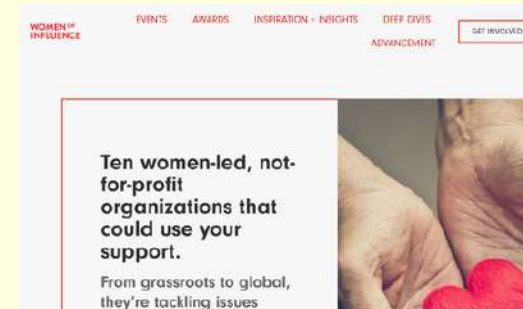 WOMEN OF
INFLUENCE
EVENTS AWARDS INSPIRATION + INSIGHTS DEEP DIVES
ADVANCEMENT
GET INVOLVED
Ten women-led, not-
for-profit
organizations that
could use your
support.
From grassroots to global,
they're tackling issues